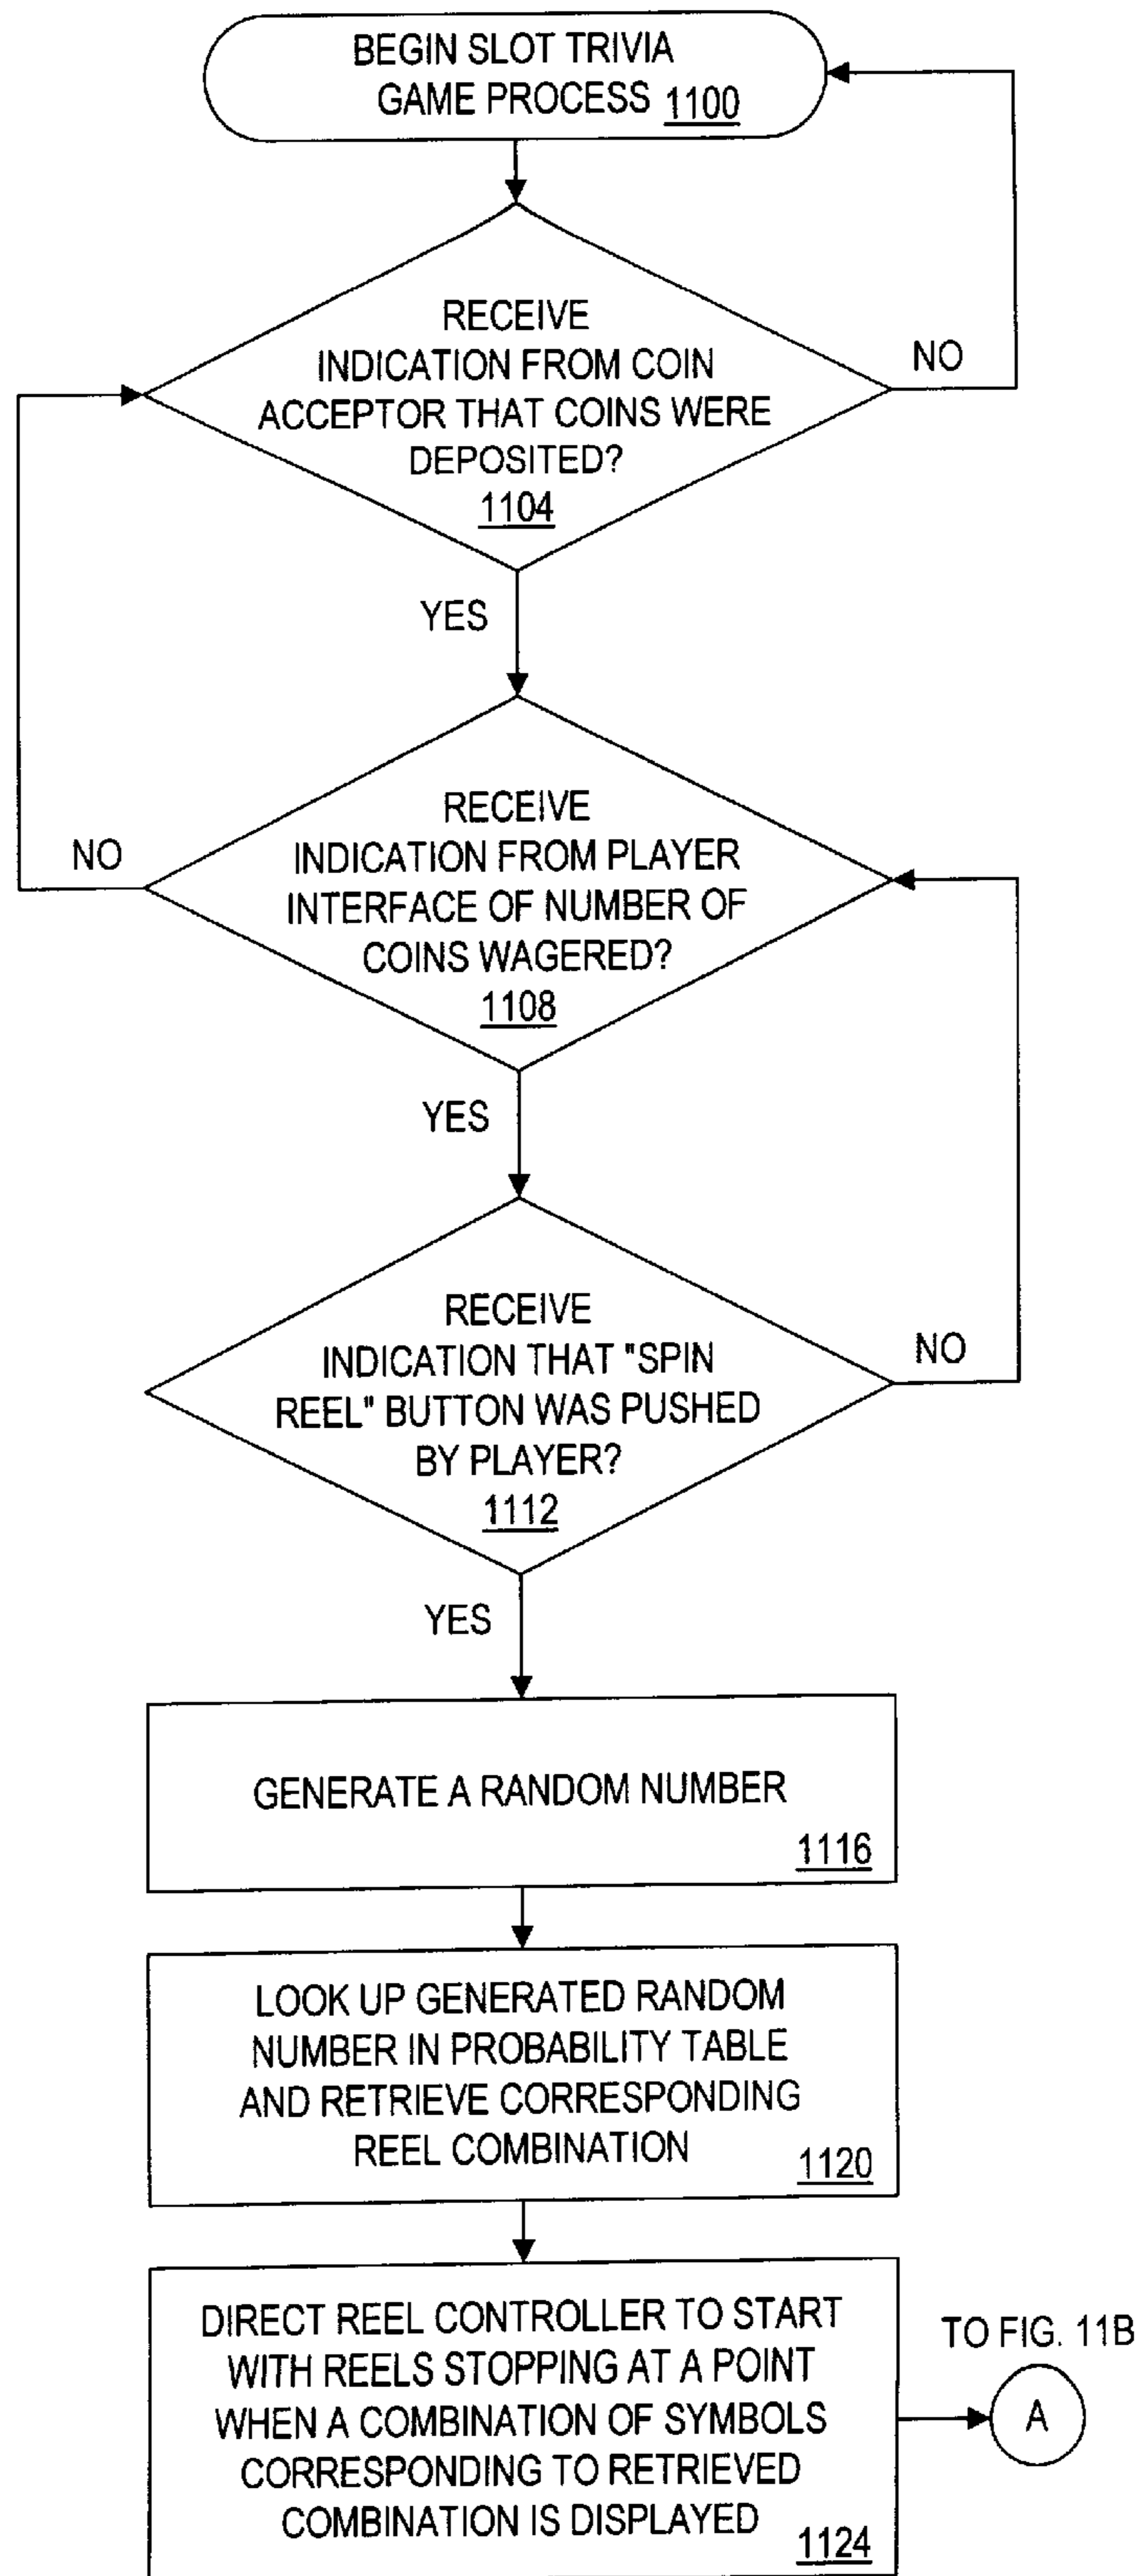 BEGIN SLOT TRIVIA
GAME PROCESS 1100
RECEIVE
INDICATION FROM COIN
ACCEPTOR THAT COINS WERE
DEPOSITED?
1104
NO
YES
RECEIVE
INDICATION FROM PLAYER
INTERFACE OF NUMBER OF
COINS WAGERED?
1108
NO
YES
RECEIVE
INDICATION THAT "SPIN
REEL" BUTTON WAS PUSHED
BY PLAYER?
1112
NO
YES
GENERATE A RANDOM NUMBER
1116
LOOK UP GENERATED RANDOM
NUMBER IN PROBABILITY TABLE
AND RETRIEVE CORRESPONDING
REEL COMBINATION
1120
DIRECT REEL CONTROLLER TO START
WITH REELS STOPPING AT A POINT
WHEN A COMBINATION OF SYMBOLS
CORRESPONDING TO RETRIEVED
COMBINATION IS DISPLAYED
1124
TO FIG. 11B
A